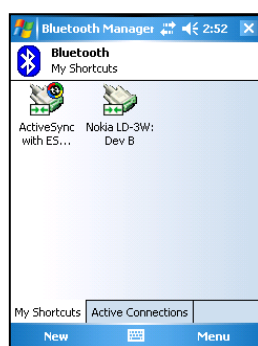 Bluetooth Manager 2:52
Bluetooth
My Shortcuts
ActiveSync with ES...
Nokia LD-3W: Dev B
My Shortcuts Active Connections
New Menu